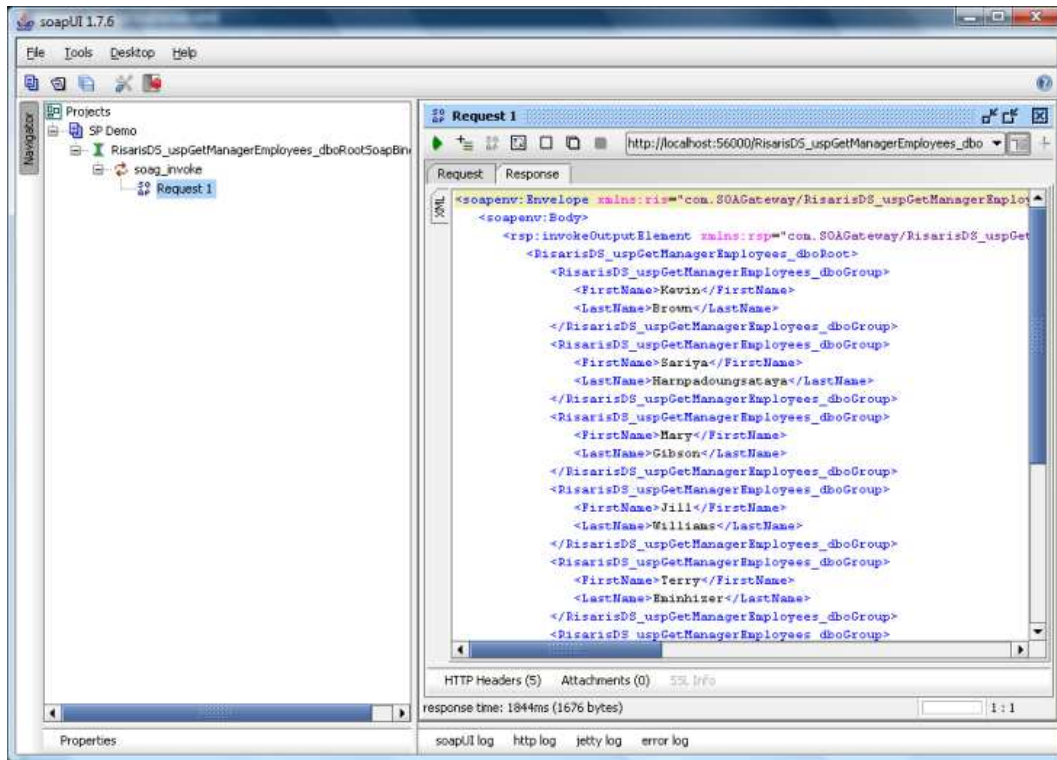 soapUI 1.7.6
File Tools Desktop Help
Navigator
Projects
SP Demo
RisarisDS_uspGetManagerEmployees_dboRootSoapBin
soag_invoke
Request 1
Request 1
http://localhost:56000/RisarisDS_uspGetManagerEmployees_dbo
Request Response
XML
<soapenv:Envelope xmlns:ris="com.SOAGateway/RisarisDS_uspGetManagerEmploy
<soapenv:Body>
<rsp:invokeOutputElement xmlns:rsp="com.SOAGateway/RisarisDS_uspGet
<RisarisDS_uspGetManagerEmployees_dboRoot>
<RisarisDS_uspGetManagerEmployees_dboGroup>
<FirstName>Kevin</FirstName>
<LastName>Brown</LastName>
</RisarisDS_uspGetManagerEmployees_dboGroup>
<RisarisDS_uspGetManagerEmployees_dboGroup>
<FirstName>Sariya</FirstName>
<LastName>Harnpadoungsataya</LastName>
</RisarisDS_uspGetManagerEmployees_dboGroup>
<RisarisDS_uspGetManagerEmployees_dboGroup>
<FirstName>Mary</FirstName>
<LastName>Gibson</LastName>
</RisarisDS_uspGetManagerEmployees_dboGroup>
<RisarisDS_uspGetManagerEmployees_dboGroup>
<FirstName>Jill</FirstName>
<LastName>Williams</LastName>
</RisarisDS_uspGetManagerEmployees_dboGroup>
<RisarisDS_uspGetManagerEmployees_dboGroup>
<FirstName>Terry</FirstName>
<LastName>Eminhizer</LastName>
</RisarisDS_uspGetManagerEmployees_dboGroup>
<RisarisDS_uspGetManagerEmployees_dboGroup>
HTTP Headers (5) Attachments (0) SSL Info
response time: 1844ms (1676 bytes) 1 : 1
Properties
soapUI log http log jetty log error log